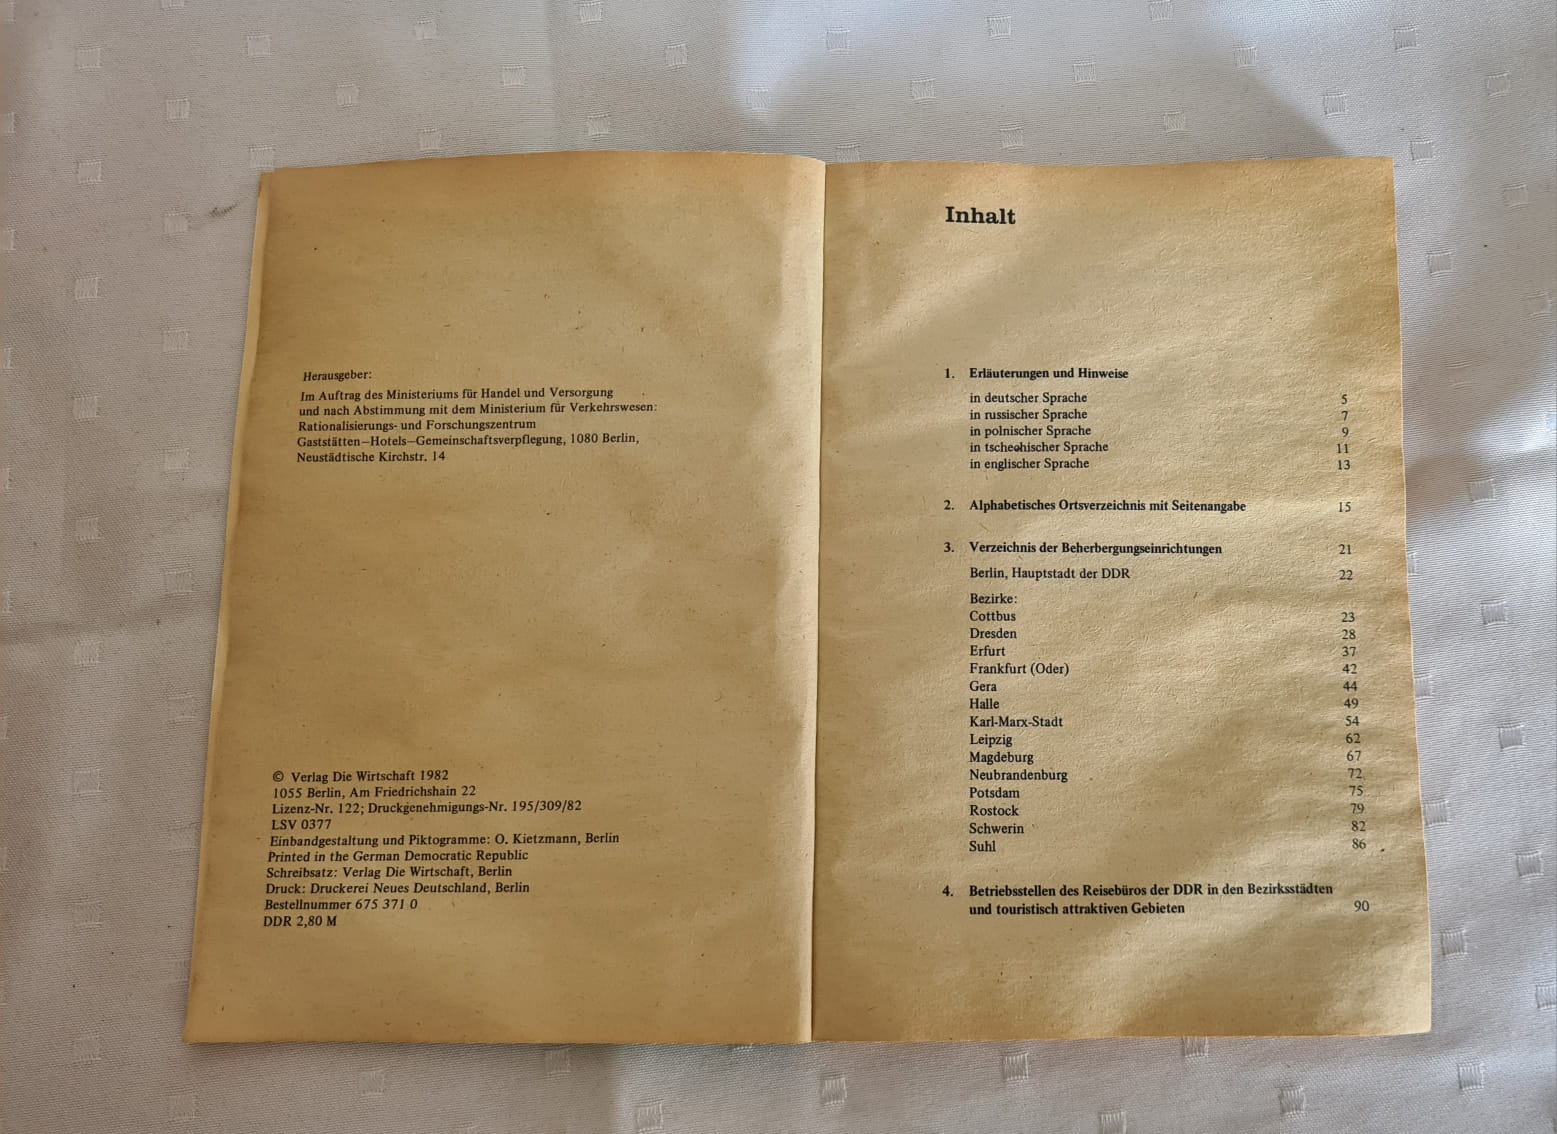 Herausgeber:
Im Auftrag des Ministeriums für Handel und Versorgung
und nach Abstimmung mit dem Ministerium für Verkehrswesen:
Rationalisierungs- und Forschungszentrum
Gaststätten—Hotels—Gemeinschaftsverpflegung, 1080 Berlin,
Neustädtische Kirchstr. 14
© Verlag Die Wirtschaft 1982
1055 Berlin, Am Friedrichshain 22
Lizenz-Nr. 122; Druckgenehmigungs-Nr. 195/309/82
LSV 0377
Einbandgestaltung und Piktogramme: O. Kietzmann, Berlin
Printed in the German Democratic Republic
Schreibsatz: Verlag Die Wirtschaft, Berlin
Druck: Druckerei Neues Deutschland, Berlin
Bestellnummer 675 371 0
DDR 2,80 M
Inhalt
1. Erläuterungen und Hinweise
in deutscher Sprache 5
in russischer Sprache 7
in polnischer Sprache 9
in tschechischer Sprache 11
in englischer Sprache 13
2. Alphabetisches Ortsverzeichnis mit Seitenangabe 15
3. Verzeichnis der Beherbergungseinrichtungen 21
Berlin, Hauptstadt der DDR 22
Bezirke:
Cottbus 23
Dresden 28
Erfurt 37
Frankfurt (Oder) 42
Gera 44
Halle 49
Karl-Marx-Stadt 54
Leipzig 62
Magdeburg 67
Neubrandenburg 72
Potsdam 75
Rostock 79
Schwerin 82
Suhl 86
4. Betriebsstellen des Reisebüros der DDR in den Bezirksstädten
und touristisch attraktiven Gebieten 90